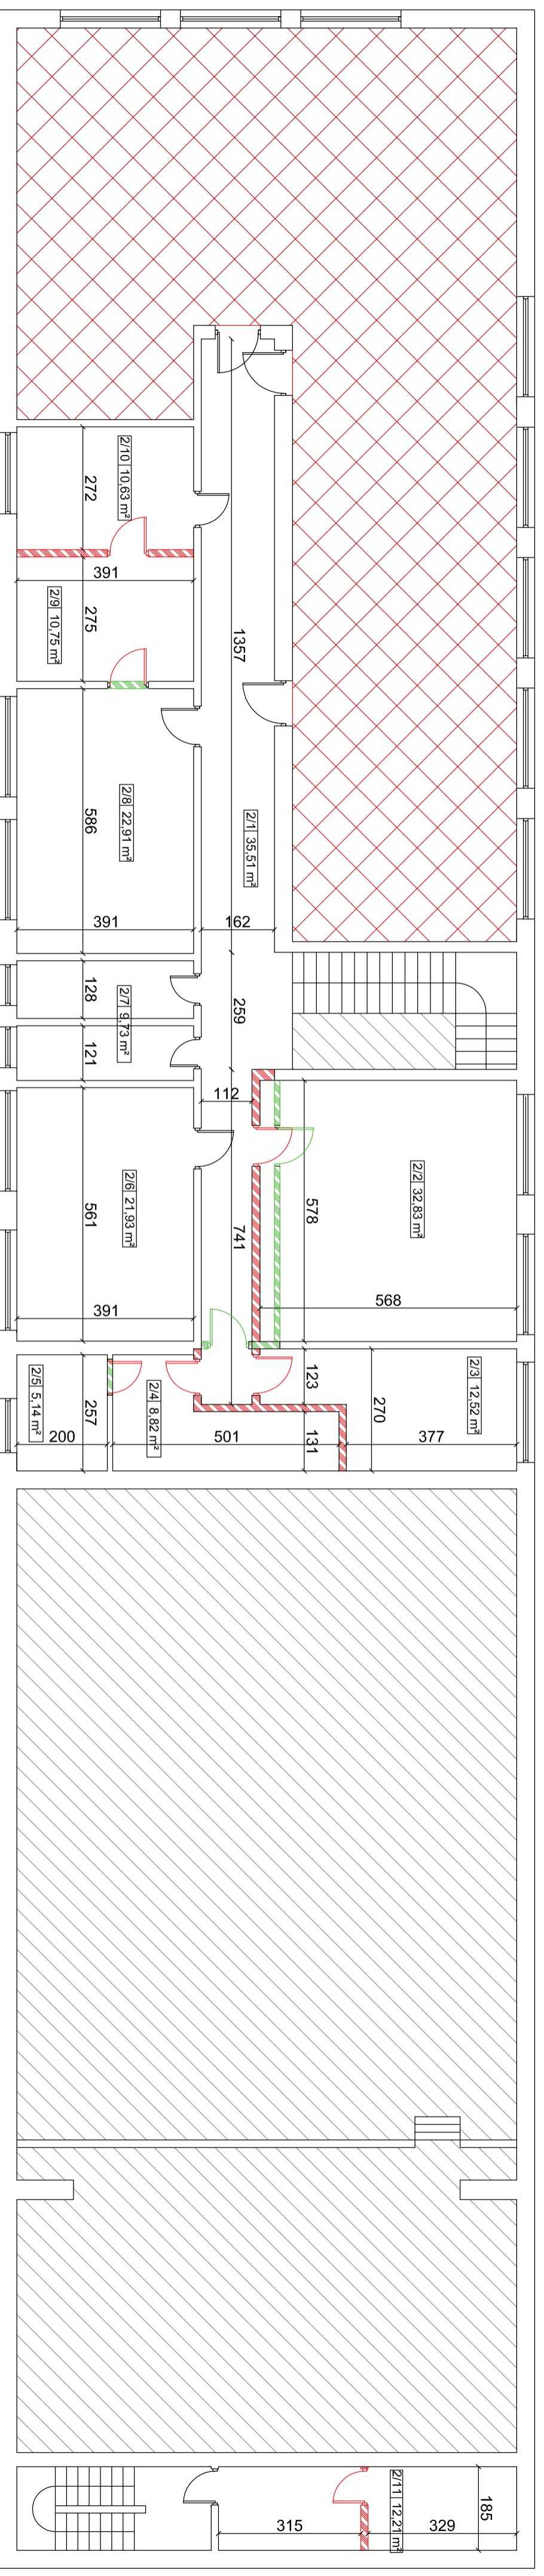 2/10 10,63 m²
272
391
2/9 10,75 m²
275
1357
2/8 22,91 m²
586
2/1 35,51 m²
391
162
2/7 9,73 m²
128
259
121
112
2/6 21,93 m²
561
741
578
2/2 32,83 m²
391
568
2/5 5,14 m²
257
200
2/4 8,82 m²
501
123
131
270
2/3 12,52 m²
377
2/11 12,21 m²
185
315
329